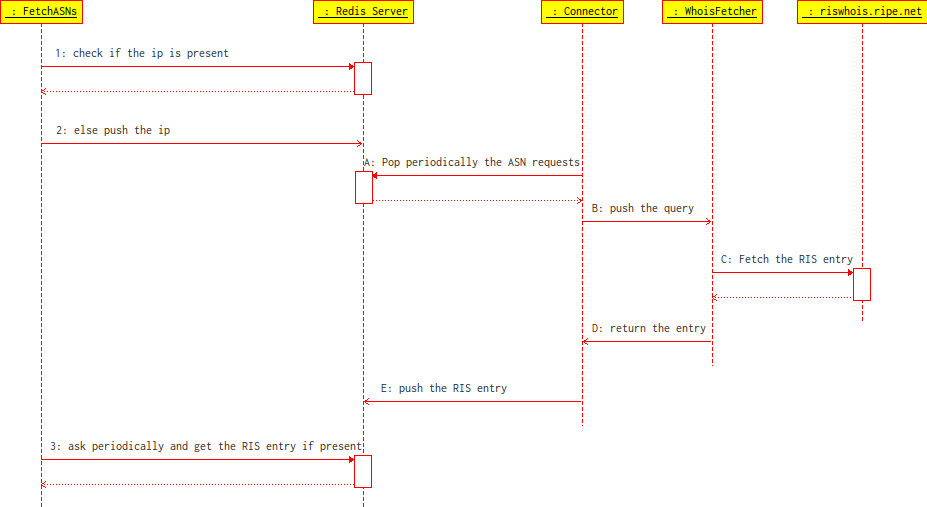 : FetchASNs
: Redis Server
: Connector
: WhoisFetcher
: riswhois.ripe.net
1: check if the ip is present
2: else push the ip
A: Pop periodically the ASN requests
B: push the query
C: Fetch the RIS entry
D: return the entry
E: push the RIS entry
3: ask periodically and get the RIS entry if present